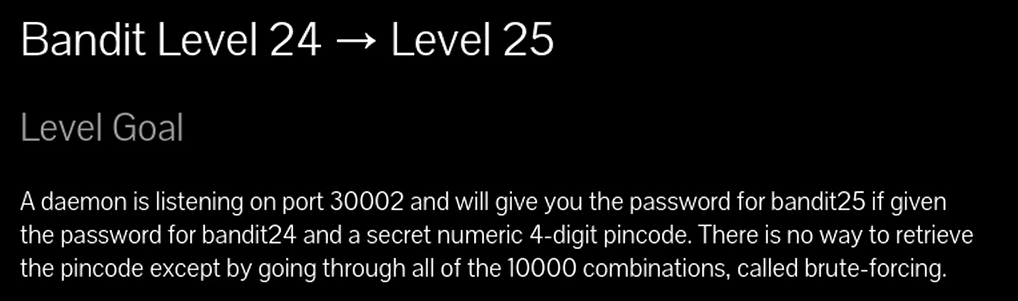 Bandit Level 24 → Level 25
Level Goal
A daemon is listening on port 30002 and will give you the password for bandit25 if given
the password for bandit24 and a secret numeric 4-digit pincode. There is no way to retrieve
the pincode except by going through all of the 10000 combinations, called brute-forcing.